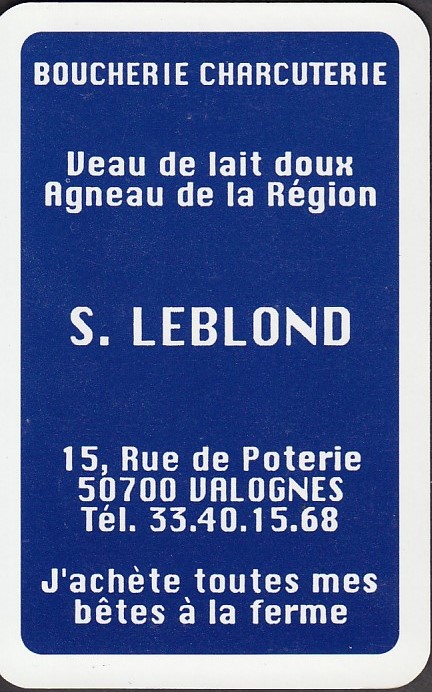 BOUCHERIE CHARCUTERIE
Veau de lait doux
Agneau de la Région
S. LEBLOND
15, Rue de Poterie
50700 VALOGNES
Tél. 33.40.15.68
J'achète toutes mes
bêtes à la ferme